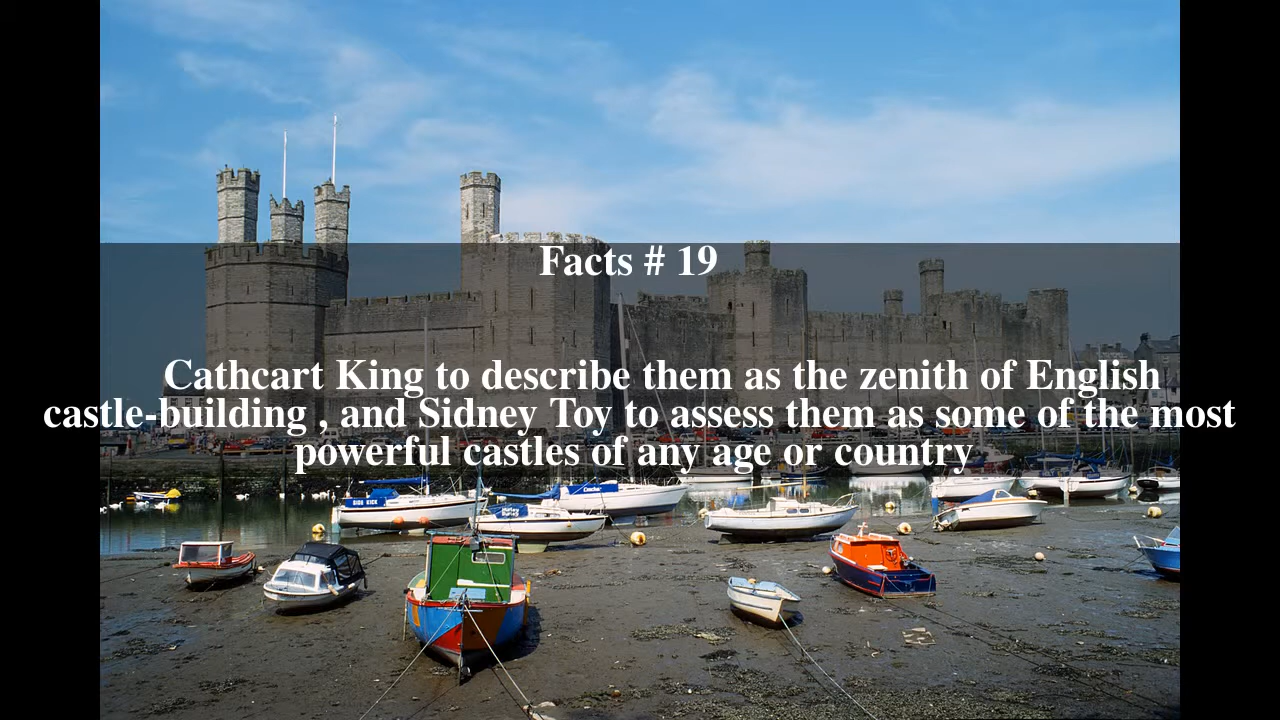 Facts # 19
Cathcart King to describe them as the zenith of English
castle-building , and Sidney Toy to assess them as some of the most
powerful castles of any age or country